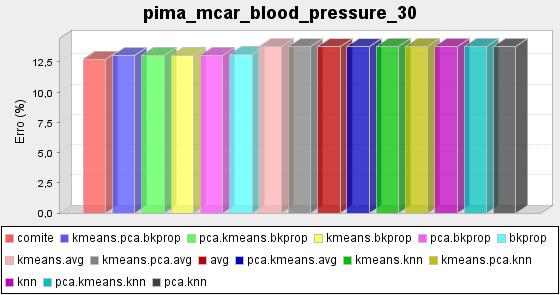 pima_mcar_blood_pressure_30
12,5
10,0
7,5
5,0
2,5
0,0
Erro (%)
comite kmeans.pca.bkprop pca.kmeans.bkprop kmeans.bkprop pca.bkprop bkprop
kmeans.avg kmeans.pca.avg avg pca.kmeans.avg kmeans.knn kmeans.pca.knn
knn pca.kmeans.knn pca.knn